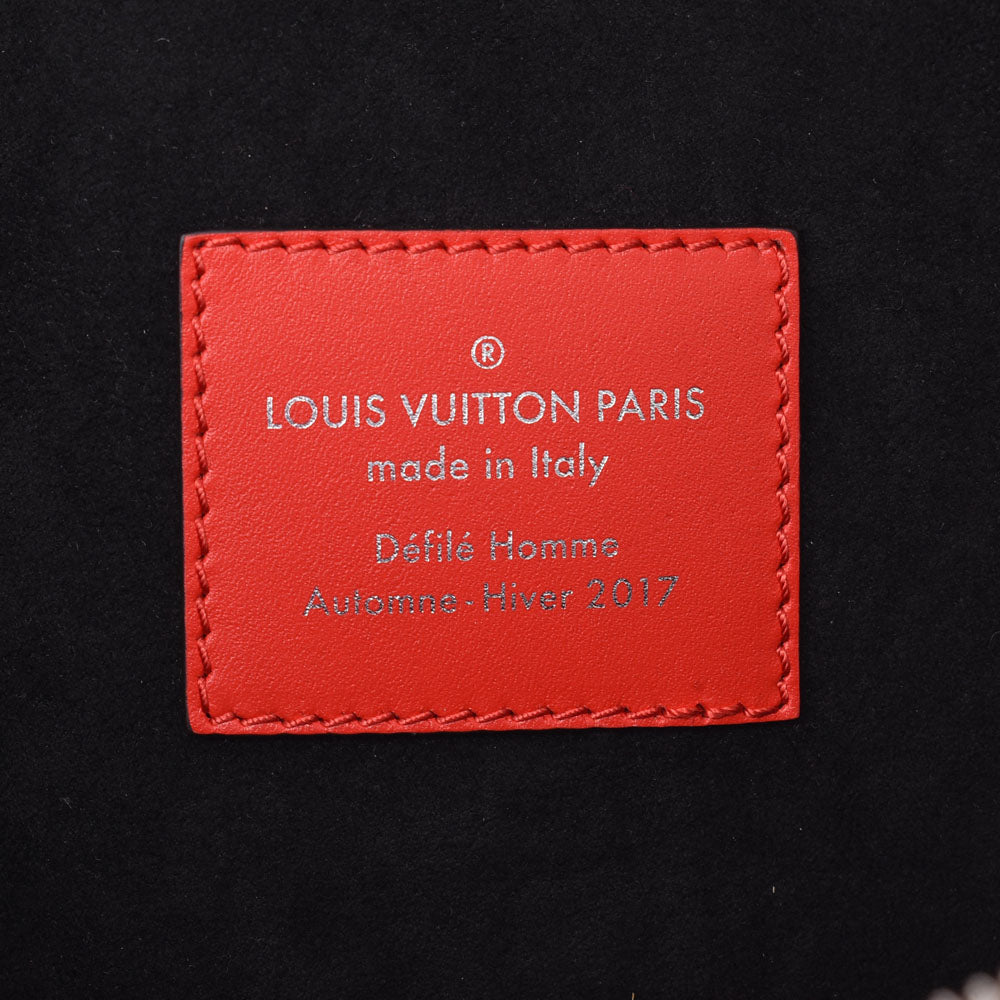 ®
LOUIS VUITTON PARIS
made in Italy
Défilé Homme
Automne-Hiver 2017